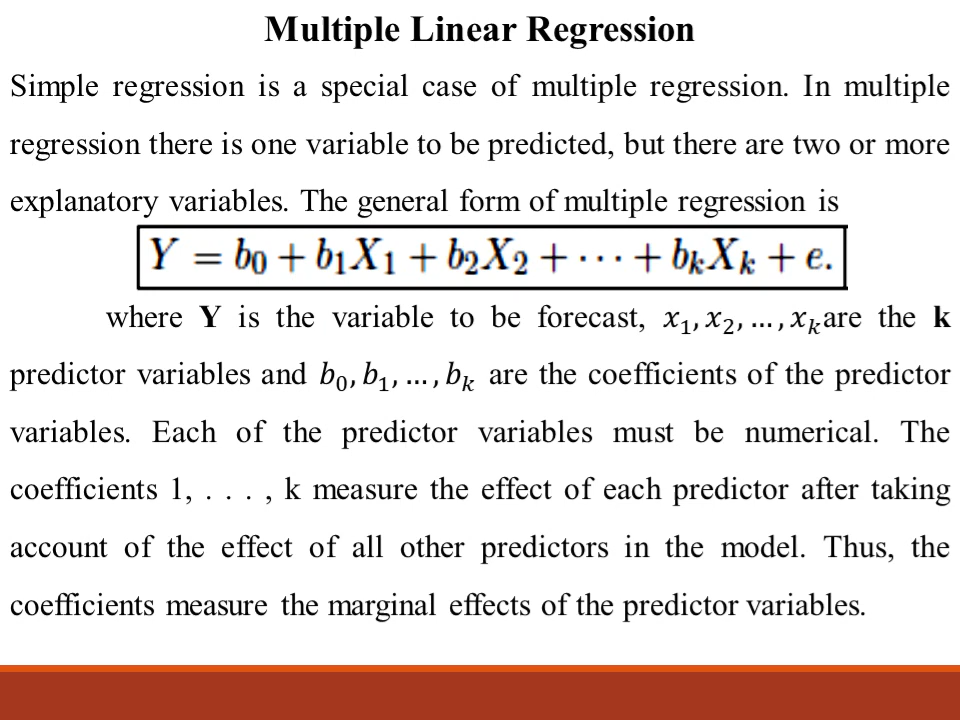 Multiple Linear Regression
Simple regression is a special case of multiple regression. In multiple
regression there is one variable to be predicted, but there are two or more
explanatory variables. The general form of multiple regression is
Y = b₀ + b₁X₁ + b₂X₂ + ··· + bₖXₖ + e.
where Y is the variable to be forecast, x₁, x₂, … , xₖare the k
predictor variables and b₀, b₁, … , bₖ are the coefficients of the predictor
variables. Each of the predictor variables must be numerical. The
coefficients 1, . . . , k measure the effect of each predictor after taking
account of the effect of all other predictors in the model. Thus, the
coefficients measure the marginal effects of the predictor variables.